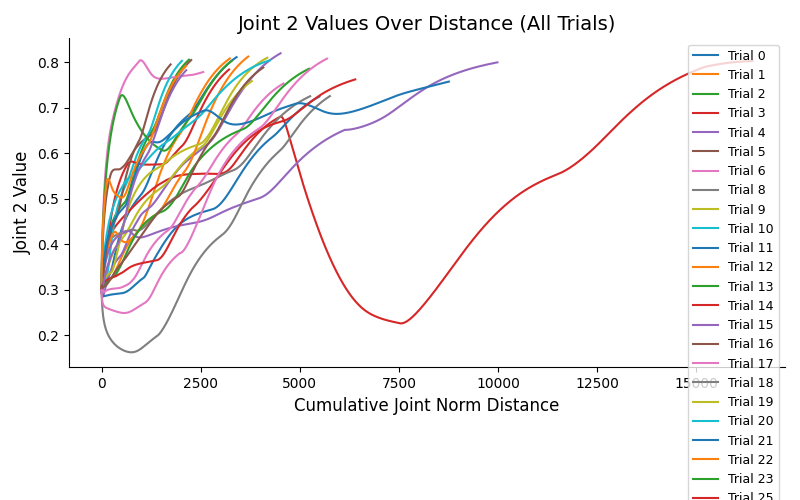 Joint 2 Values Over Distance (All Trials)
Joint 2 Value
0.8
0.7
0.6
0.5
0.4
0.3
0.2
0
2500
5000
7500
10000
12500
15000
Cumulative Joint Norm Distance
Trial 0
Trial 1
Trial 2
Trial 3
Trial 4
Trial 5
Trial 6
Trial 8
Trial 9
Trial 10
Trial 11
Trial 12
Trial 13
Trial 14
Trial 15
Trial 16
Trial 17
Trial 18
Trial 19
Trial 20
Trial 21
Trial 22
Trial 23
Trial 25